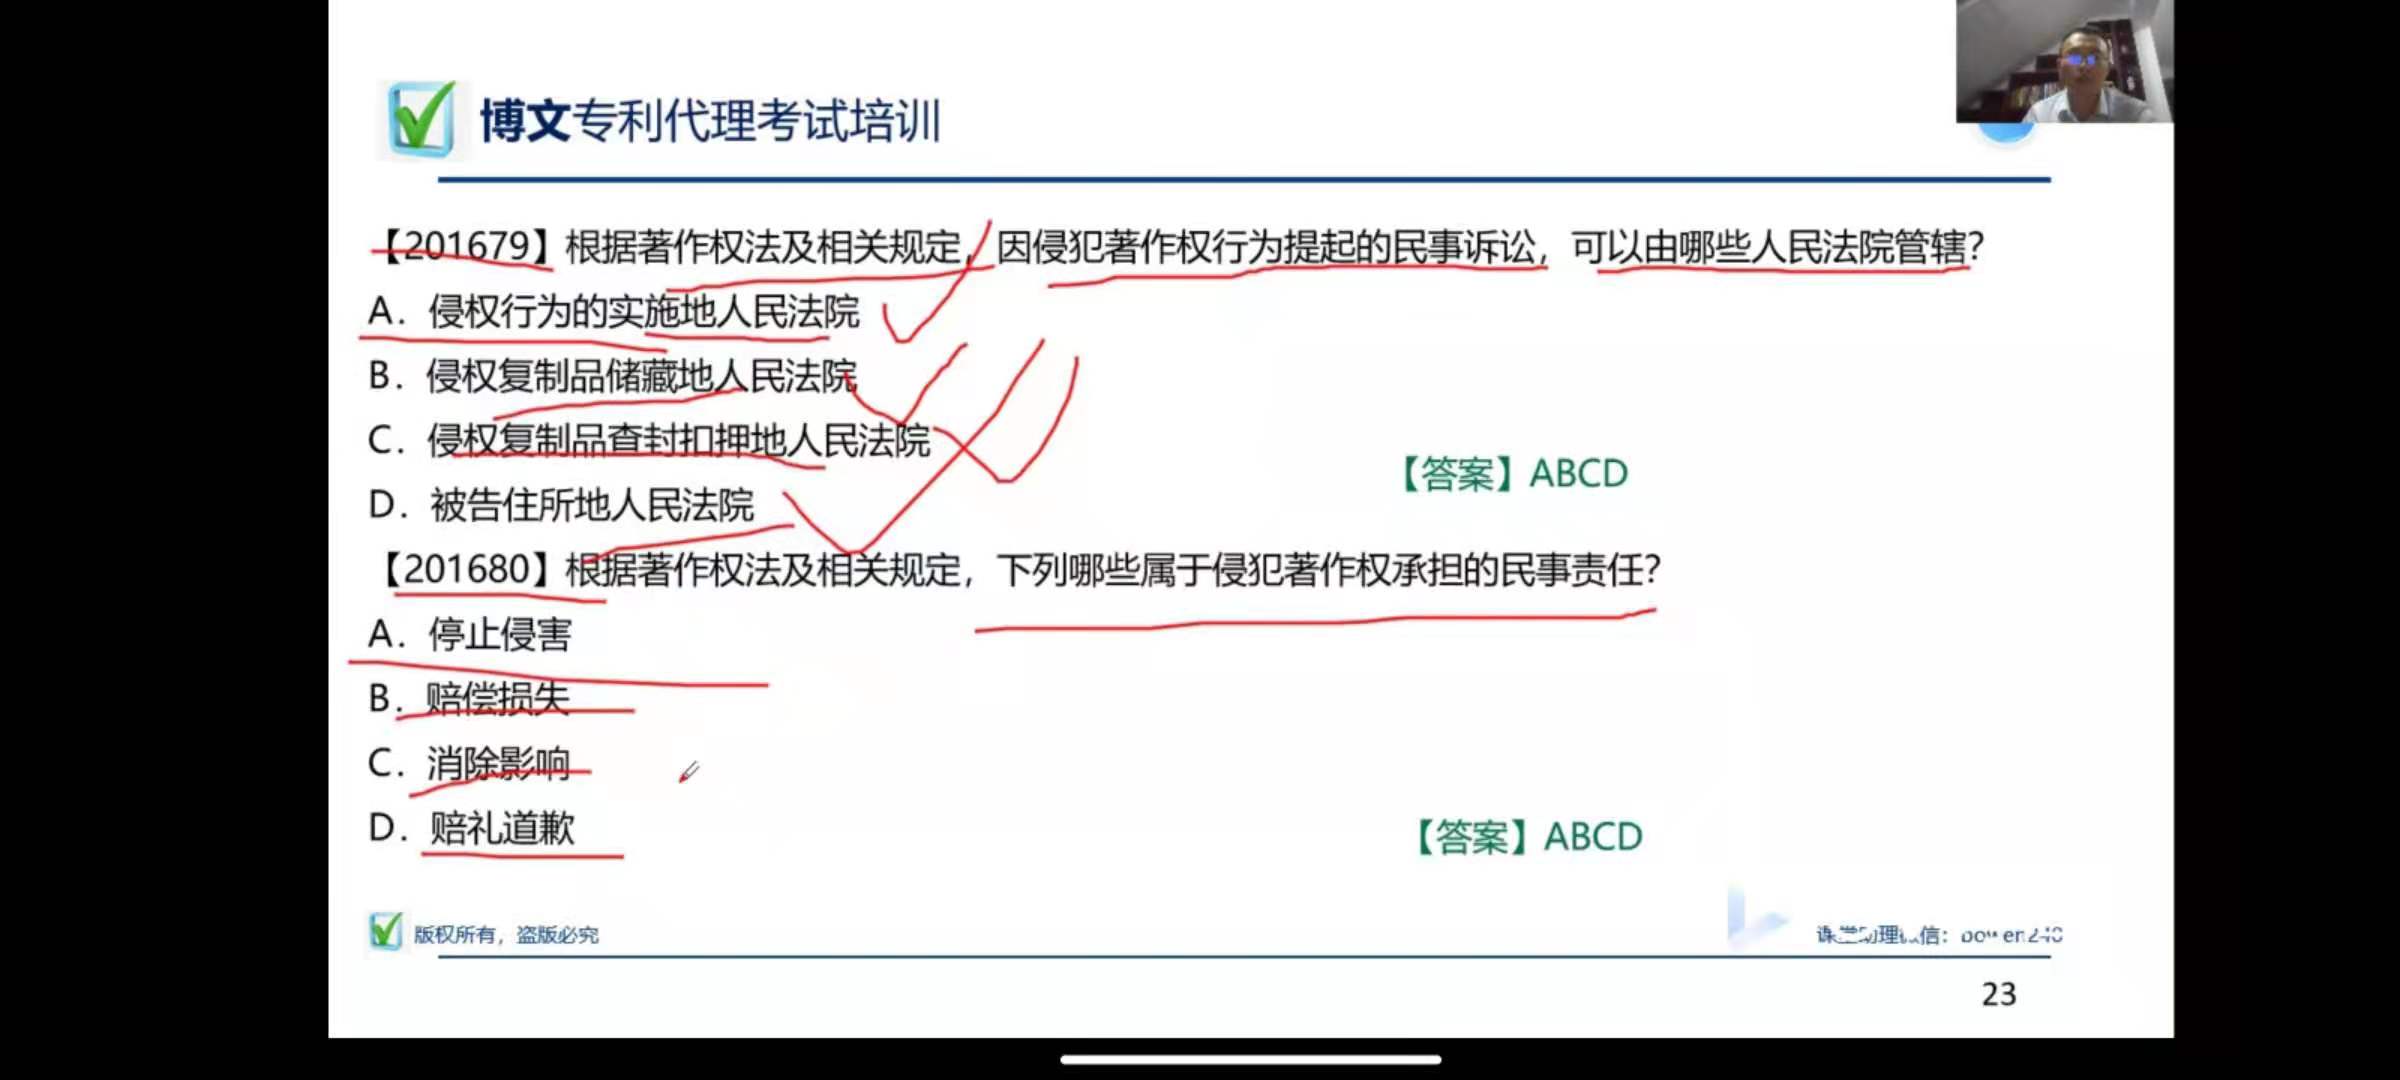 博文专利代理考试培训
【201679】根据著作权法及相关规定，因侵犯著作权行为提起的民事诉讼，可以由哪些人民法院管辖？
A．侵权行为的实施地人民法院
B．侵权复制品储藏地人民法院
C．侵权复制品查封扣押地人民法院
D．被告住所地人民法院
【答案】ABCD
【201680】根据著作权法及相关规定，下列哪些属于侵犯著作权承担的民事责任？
A．停止侵害
B．赔偿损失
C．消除影响
D．赔礼道歉
【答案】ABCD
版权所有，盗版必究
23